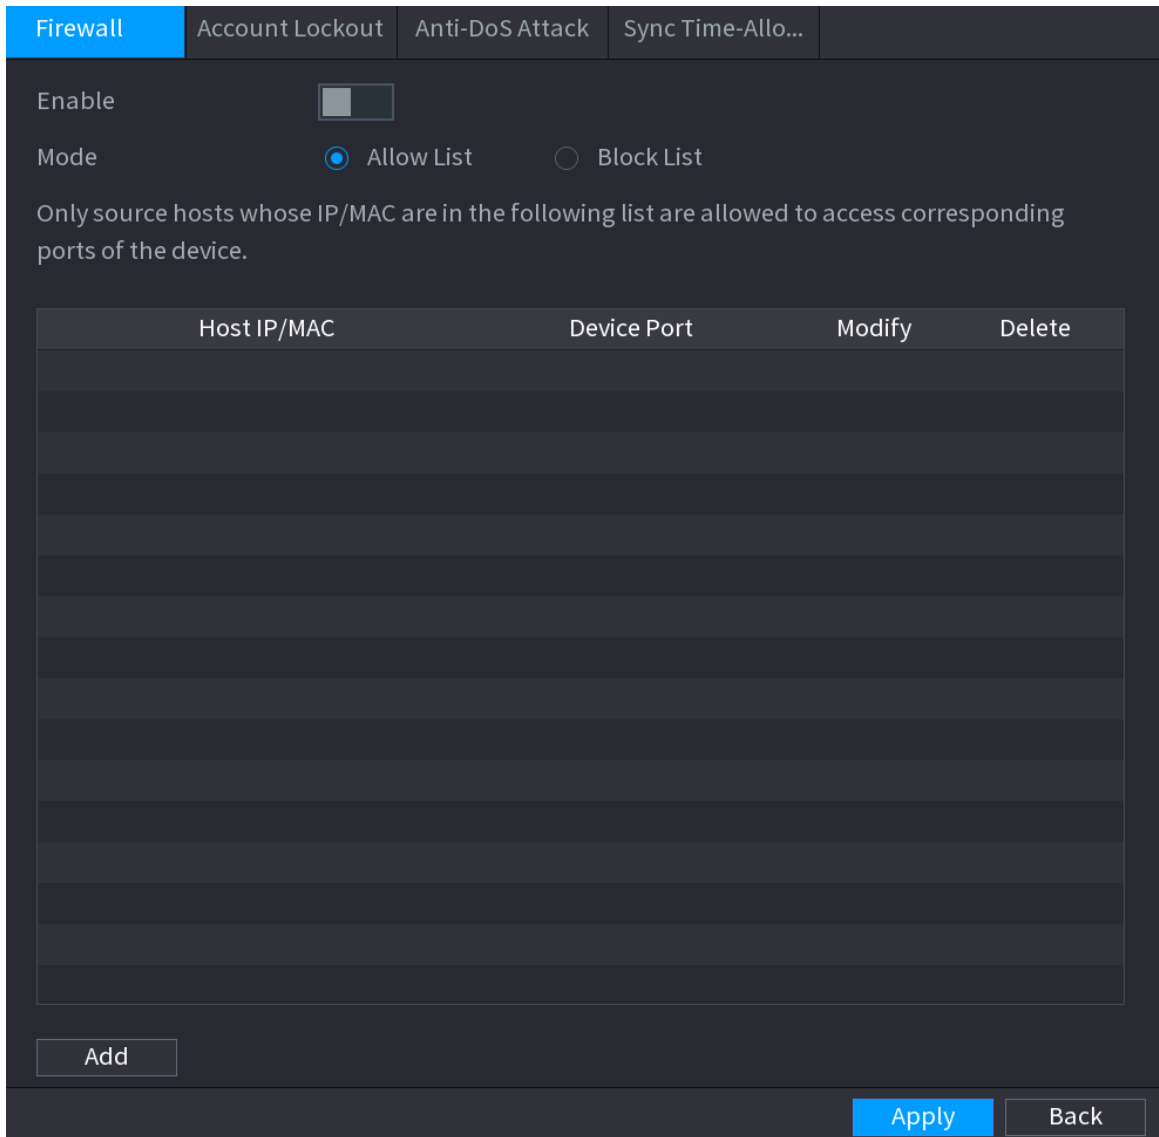 Firewall Account Lockout Anti-DoS Attack Sync Time-Allo...
Enable
Mode Allow List Block List
Only source hosts whose IP/MAC are in the following list are allowed to access corresponding
ports of the device.
Host IP/MAC Device Port Modify Delete
Add
Apply Back